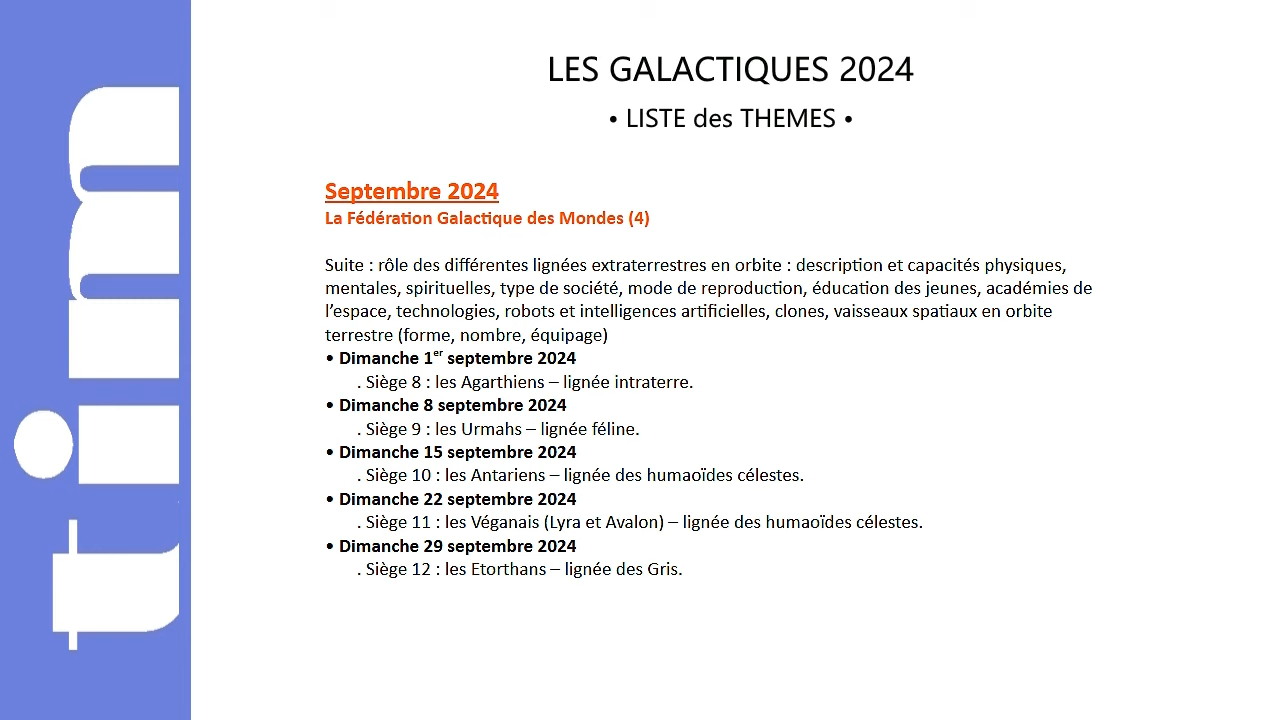 LES GALACTIQUES 2024
• LISTE des THEMES •
Septembre 2024
La Fédération Galactique des Mondes (4)
Suite : rôle des différentes lignées extraterrestres en orbite : description et capacités physiques,
mentales, spirituelles, type de société, mode de reproduction, éducation des jeunes, académies de
l’espace, technologies, robots et intelligences artificielles, clones, vaisseaux spatiaux en orbite
terrestre (forme, nombre, équipage)
• Dimanche 1er septembre 2024
. Siège 8 : les Agarthiens – lignée intraterre.
• Dimanche 8 septembre 2024
. Siège 9 : les Urmahs – lignée féline.
• Dimanche 15 septembre 2024
. Siège 10 : les Antariens – lignée des humaoïdes célestes.
• Dimanche 22 septembre 2024
. Siège 11 : les Véganais (Lyra et Avalon) – lignée des humaoïdes célestes.
• Dimanche 29 septembre 2024
. Siège 12 : les Etorthans – lignée des Gris.
tim